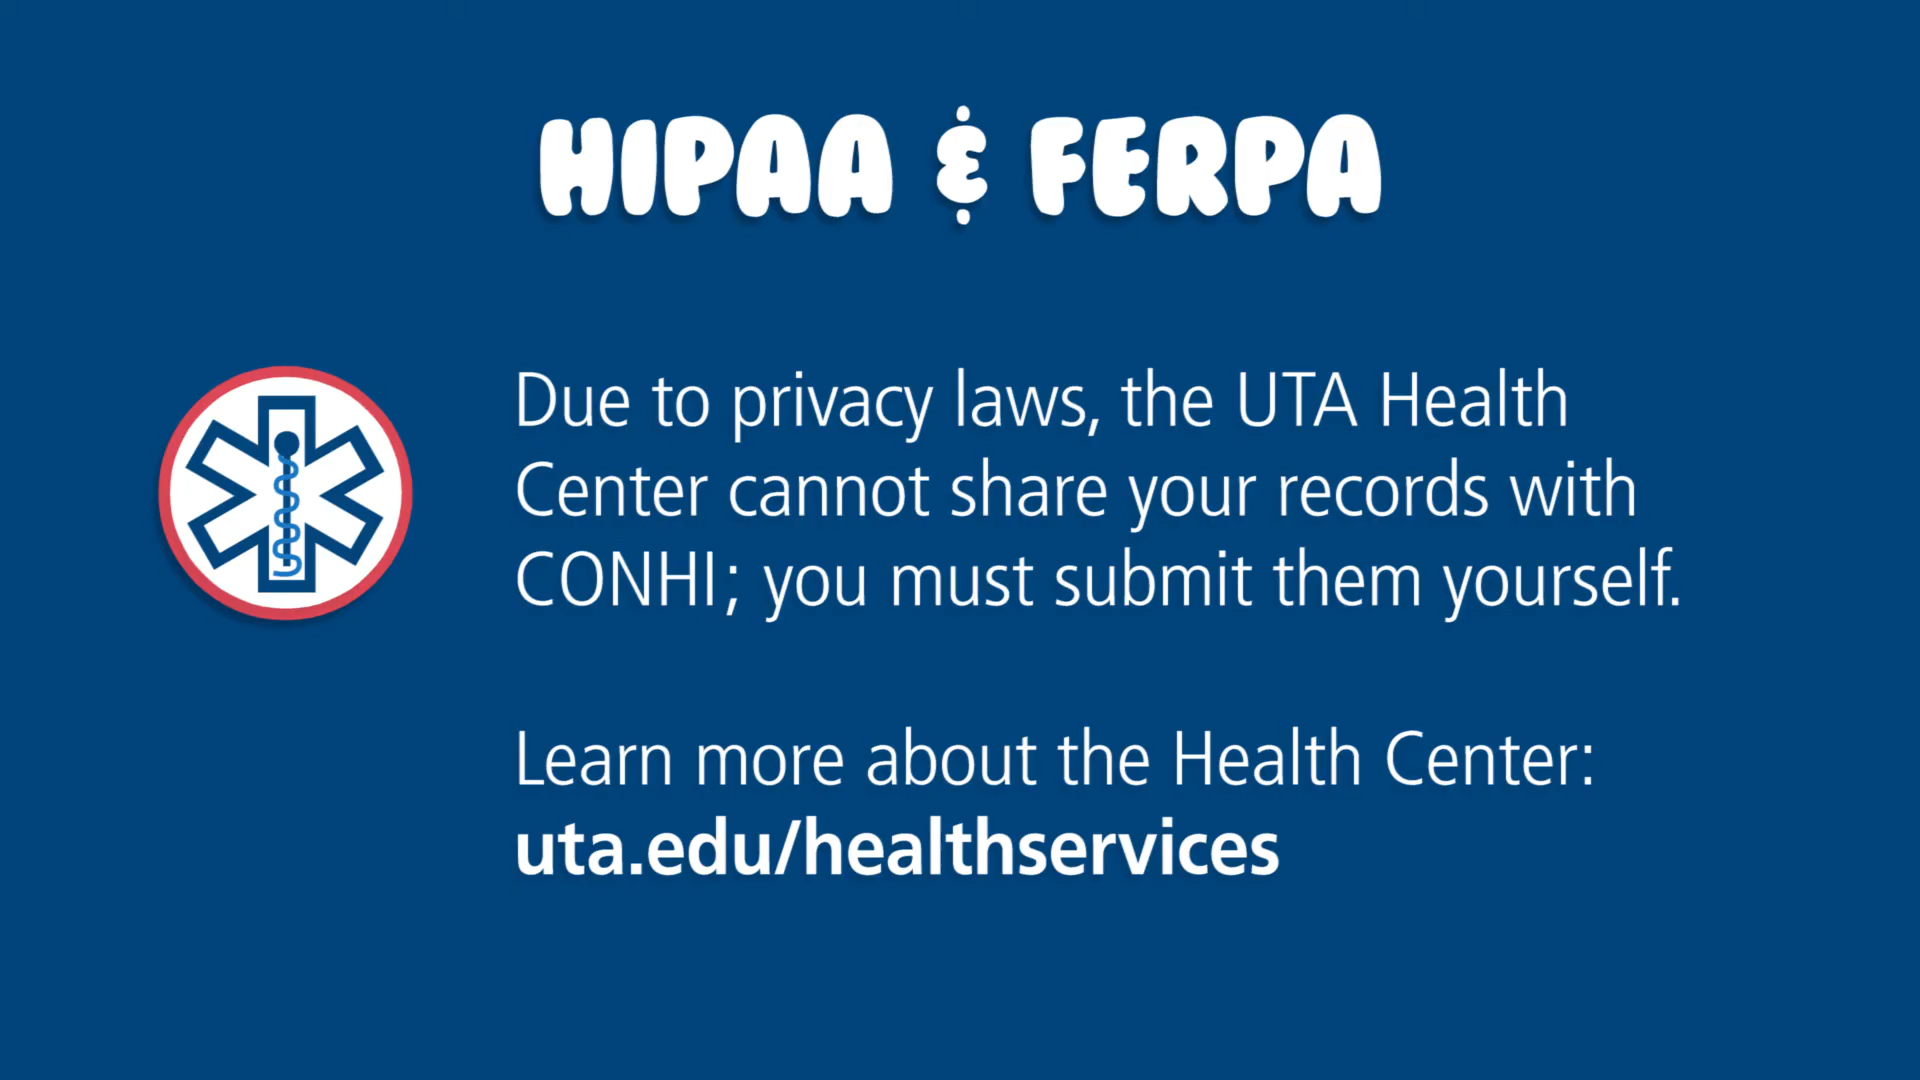 HIPAA & FERPA
Due to privacy laws, the UTA Health
Center cannot share your records with
CONHI; you must submit them yourself.
Learn more about the Health Center:
uta.edu/healthservices